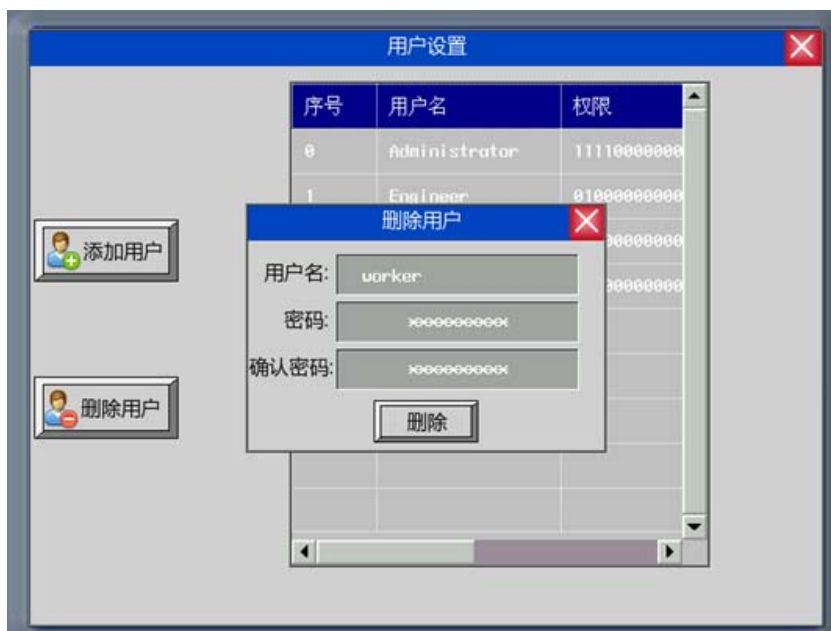 用户设置
序号 用户名 权限
0 Administrator 11110000000
1 Engineer 01000000000
添加用户
删除用户
用户名: worker
密码: ***********
确认密码: ***********
删除
删除用户